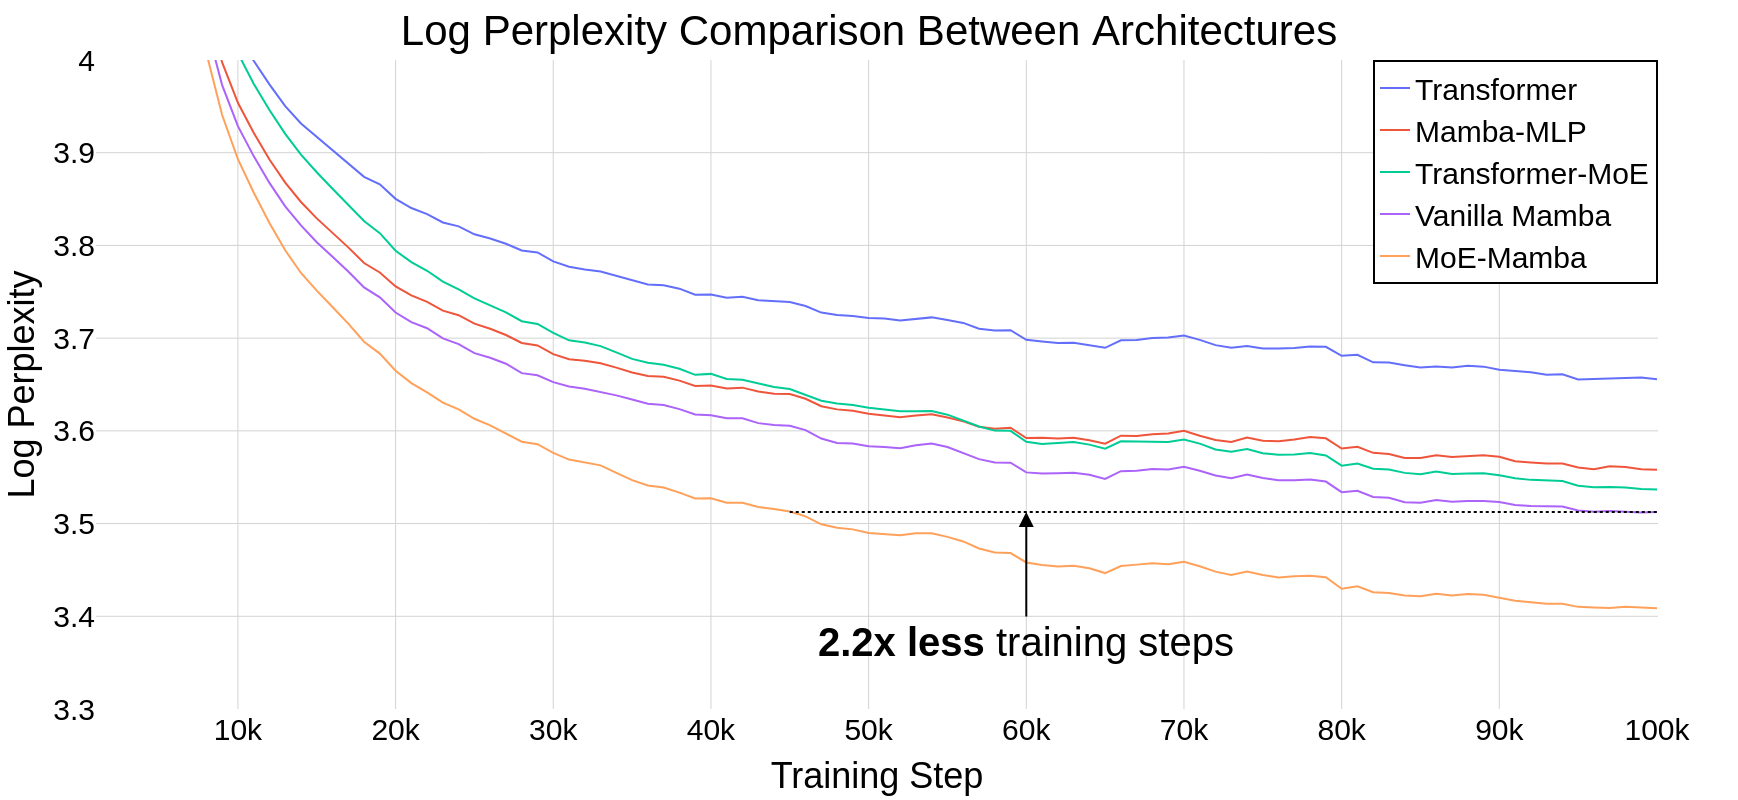 Log Perplexity Comparison Between Architectures
Log Perplexity
4
3.9
3.8
3.7
3.6
3.5
3.4
3.3
Transformer
Mamba-MLP
Transformer-MoE
Vanilla Mamba
MoE-Mamba
2.2x less training steps
10k 20k 30k 40k 50k 60k 70k 80k 90k 100k
Training Step